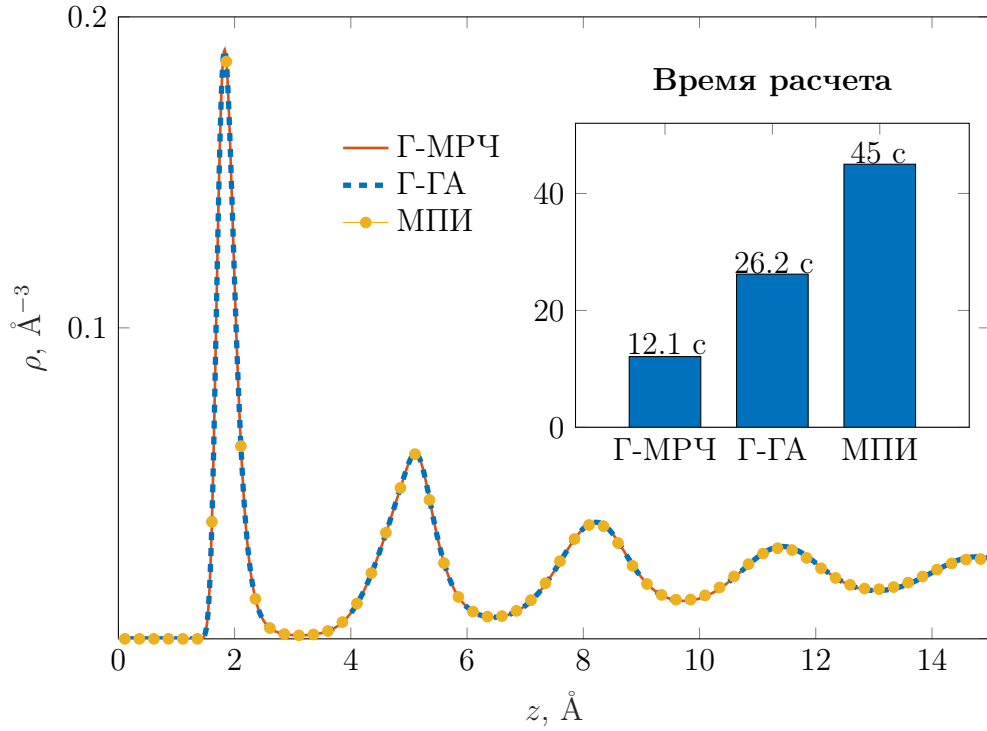 0.2
0.1
ρ, Å⁻³
Г-МРЧ
Г-ГА
МПИ
Время расчета
40
20
0
12.1 с
26.2 с
45 с
Г-МРЧ Г-ГА МПИ
0 2 4 6 8 10 12 14
z, Å